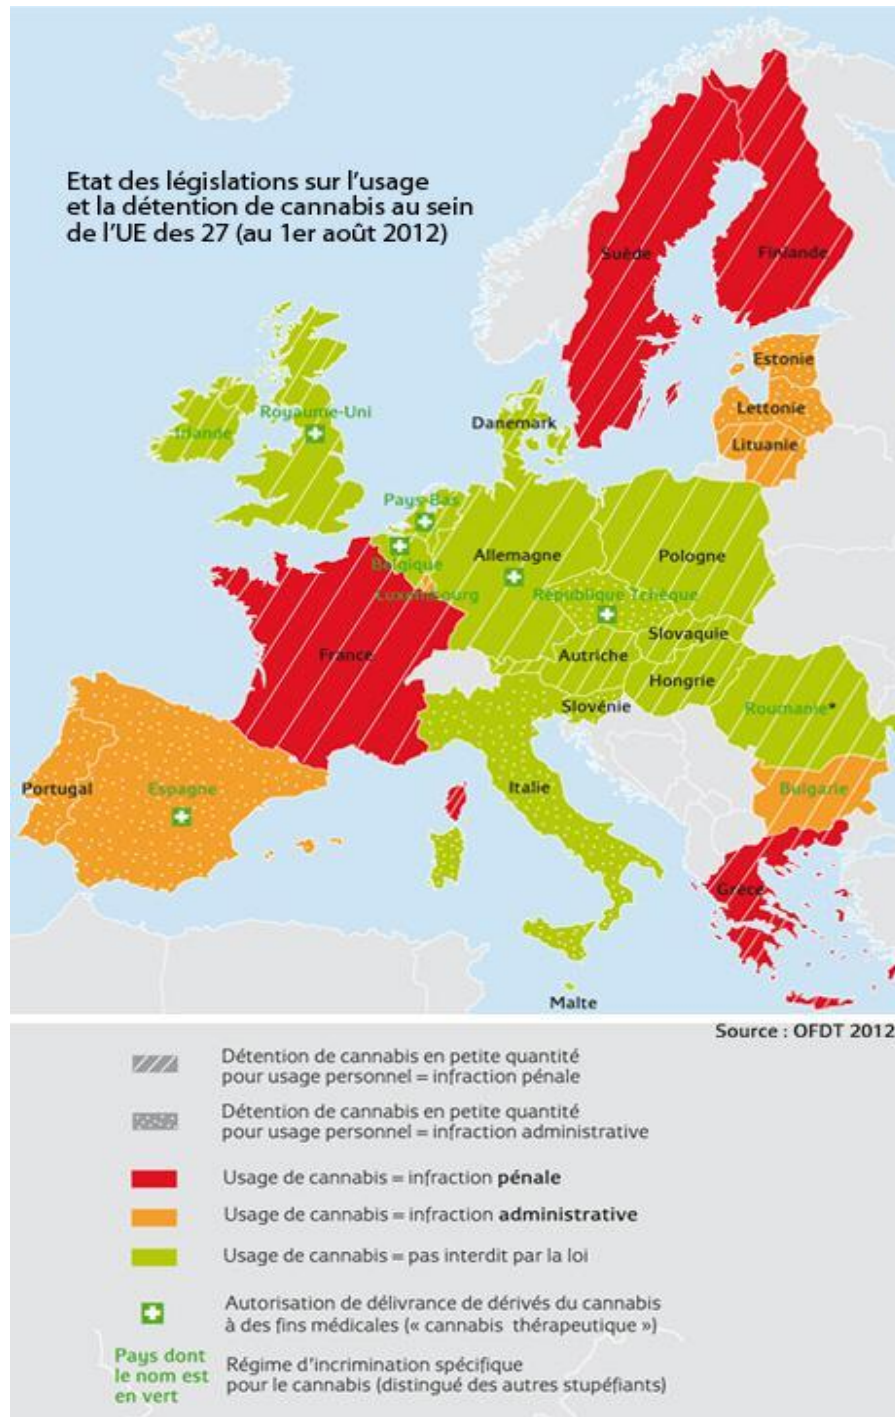 Etat des législations sur l'usage
et la détention de cannabis au sein
de l'UE des 27 (au 1er août 2012)
Suède
Finlande
Estonie
Lettonie
Lituanie
Royaume-Uni
Irlande
Danemark
Pays-Bas
Belgique
Luxembourg
Allemagne
Pologne
République Tchèque
Slovaquie
Autriche
Hongrie
Slovénie
Roumanie*
France
Portugal
Espagne
Italie
Bulgarie
Grèce
Malte
Source : OFDT 2012
Détention de cannabis en petite quantité
pour usage personnel = infraction pénale
Détention de cannabis en petite quantité
pour usage personnel = infraction administrative
Usage de cannabis = infraction pénale
Usage de cannabis = infraction administrative
Usage de cannabis = pas interdit par la loi
Autorisation de délivrance de dérivés du cannabis
à des fins médicales (« cannabis thérapeutique »)
Pays dont
le nom est
en vert
Régime d'incrimination spécifique
pour le cannabis (distingué des autres stupéfiants)